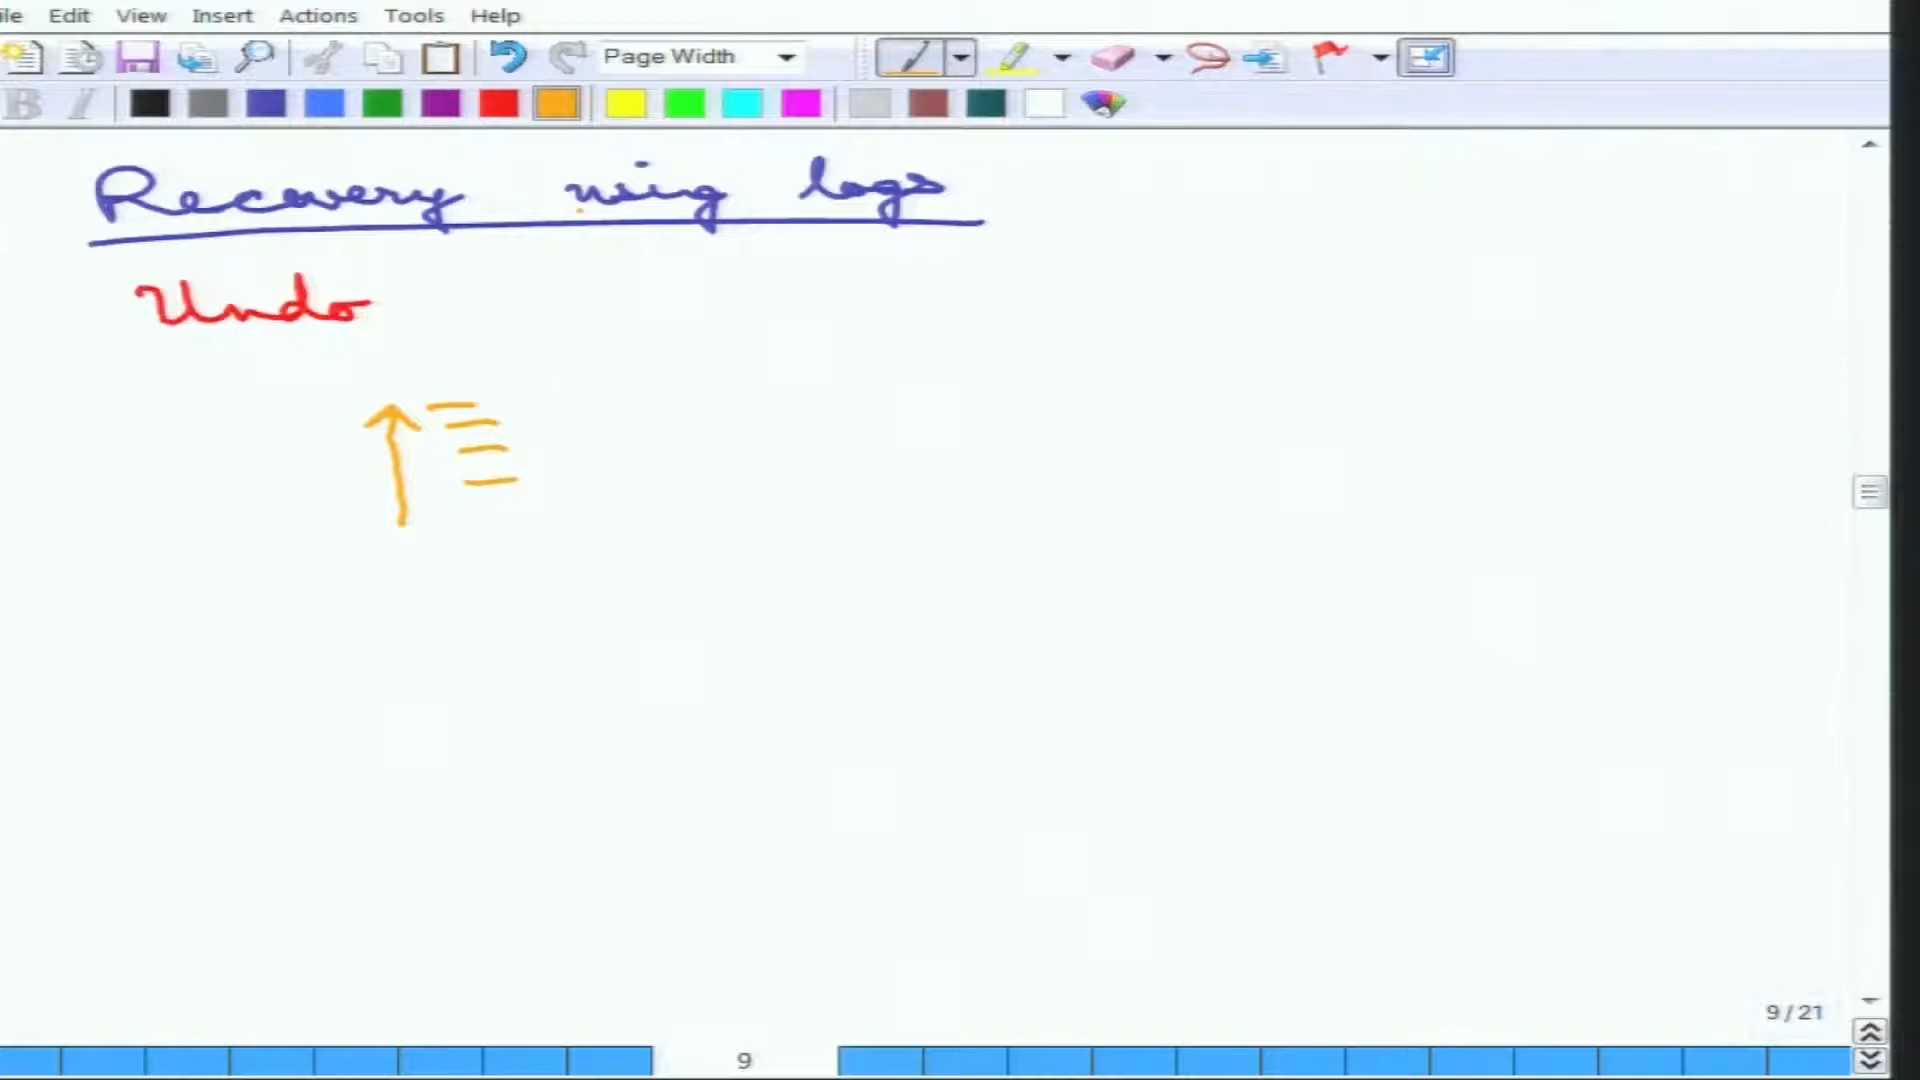 ile Edit View Insert Actions Tools Help
Page Width
B I
Recovery using logs
Undo
9 / 21
9